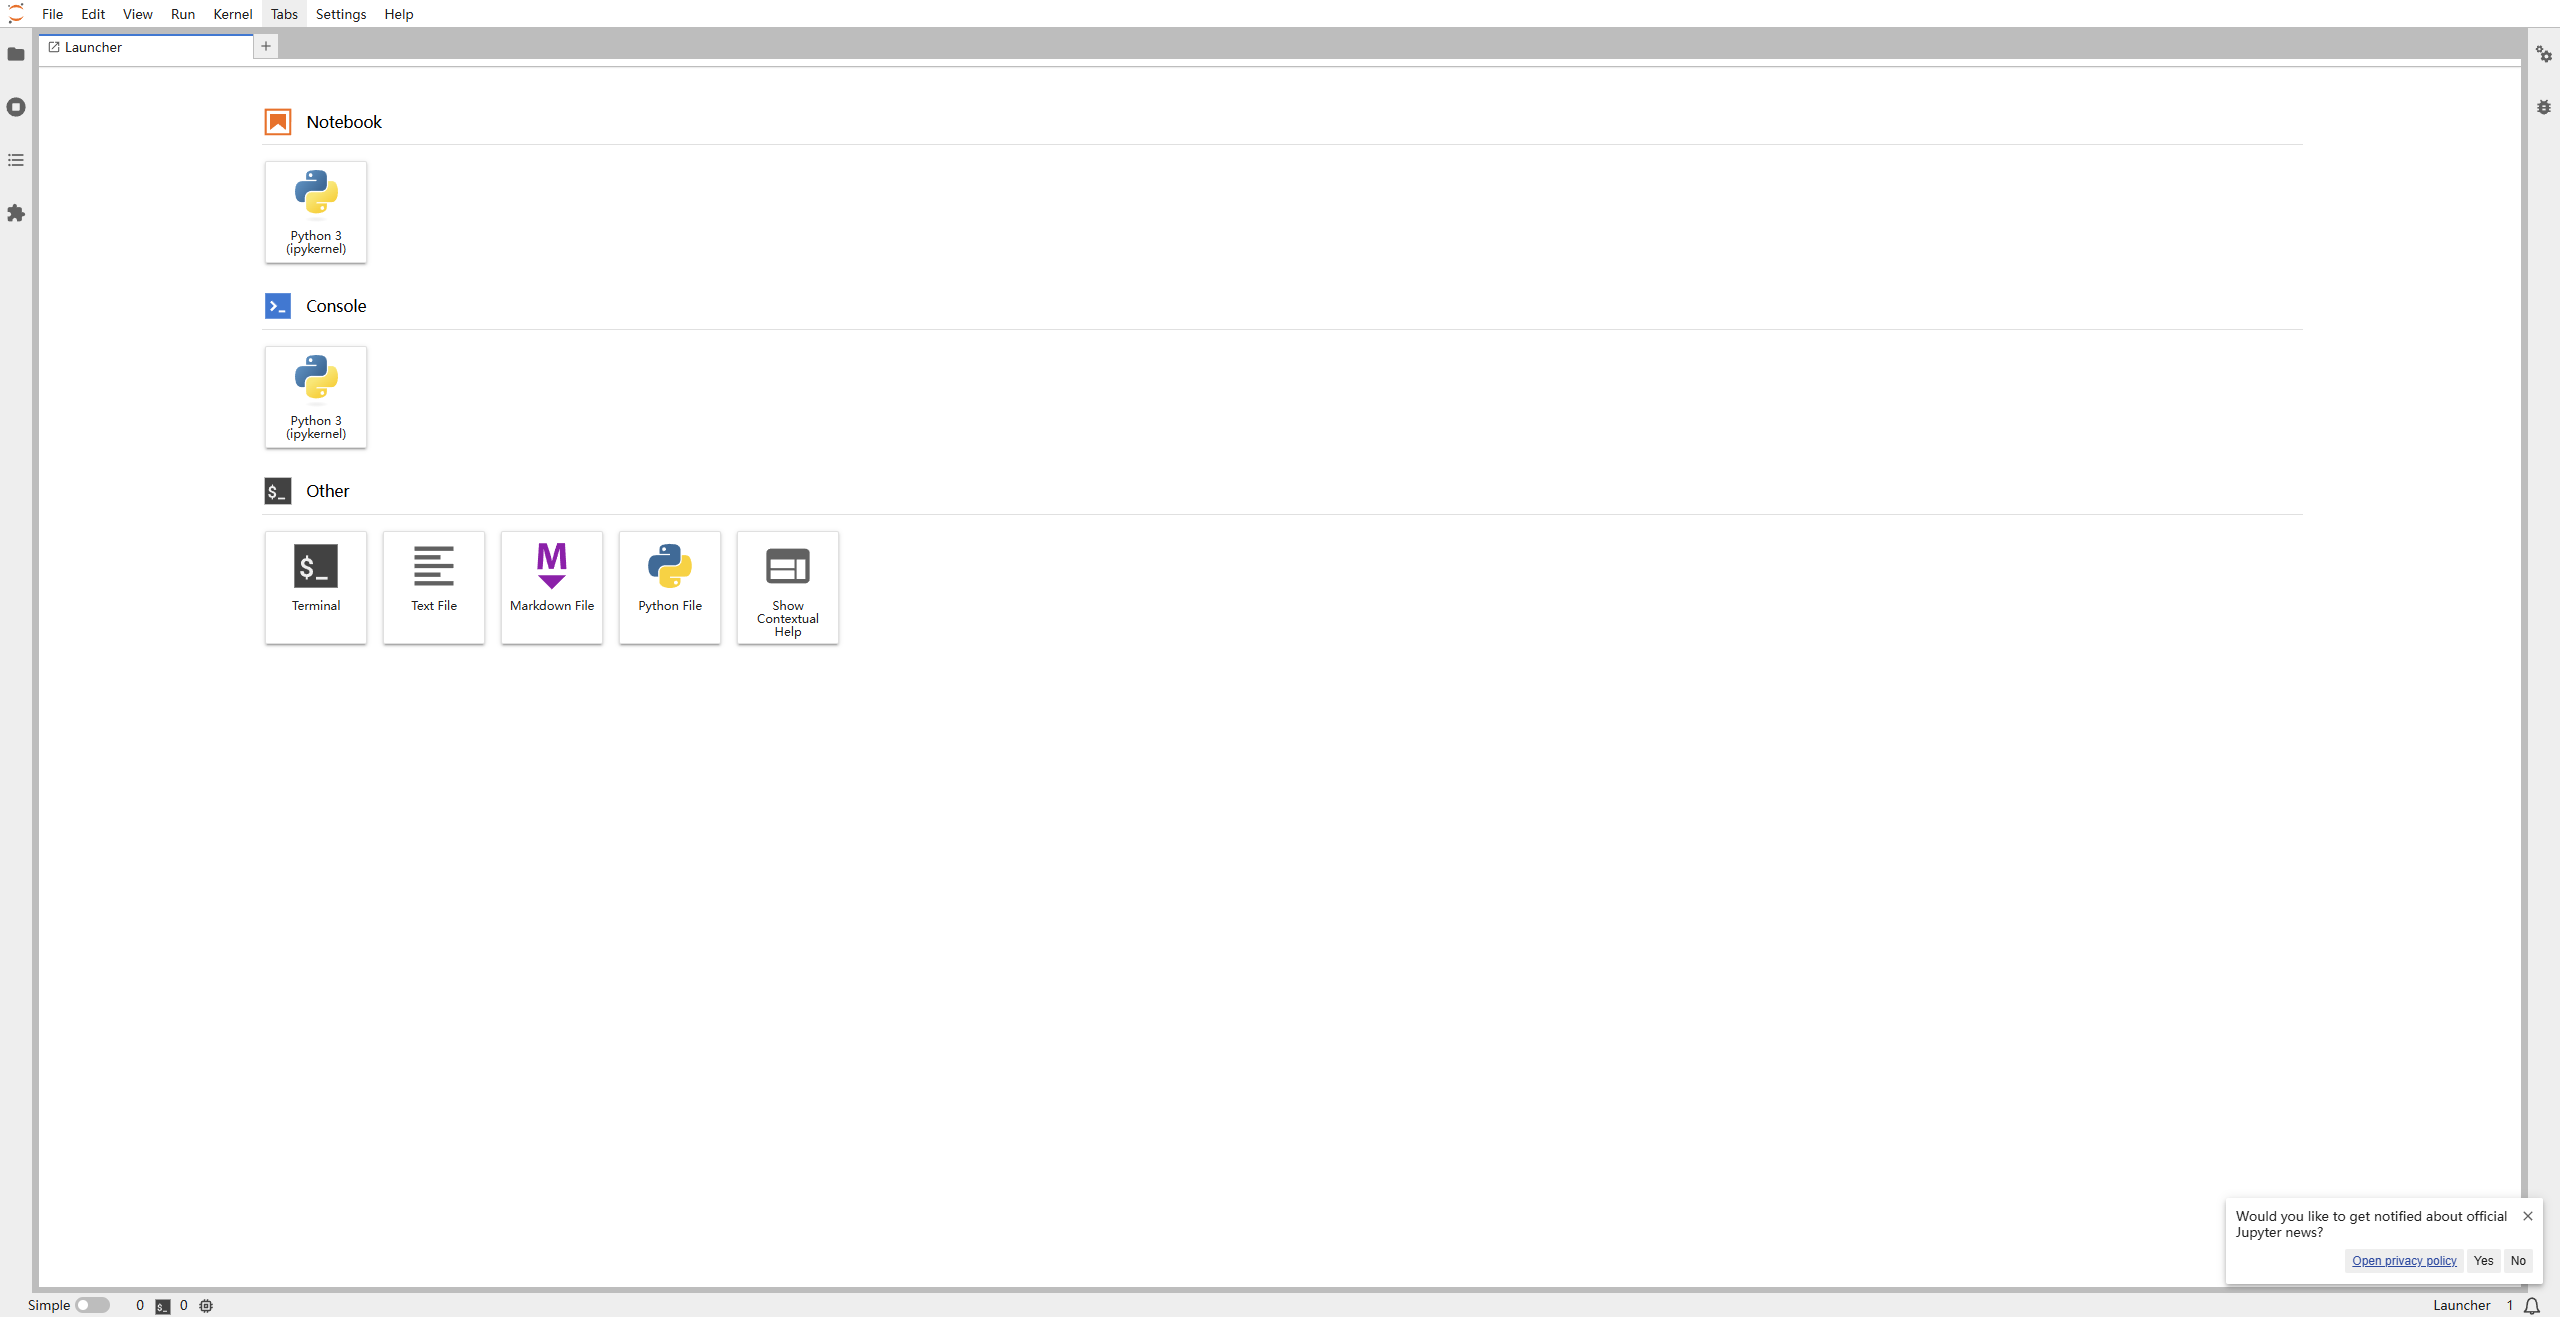 File Edit View Run Kernel Tabs Settings Help
Launcher
Notebook
Python 3
(ipykernel)
Console
Python 3
(ipykernel)
$_ Other
$_
Terminal
Text File
M
Markdown File
Python File
Show
Contextual
Help
Would you like to get notified about official
Jupyter news?
Open privacy policy Yes No
Simple 0 $_ 0 Launcher 1